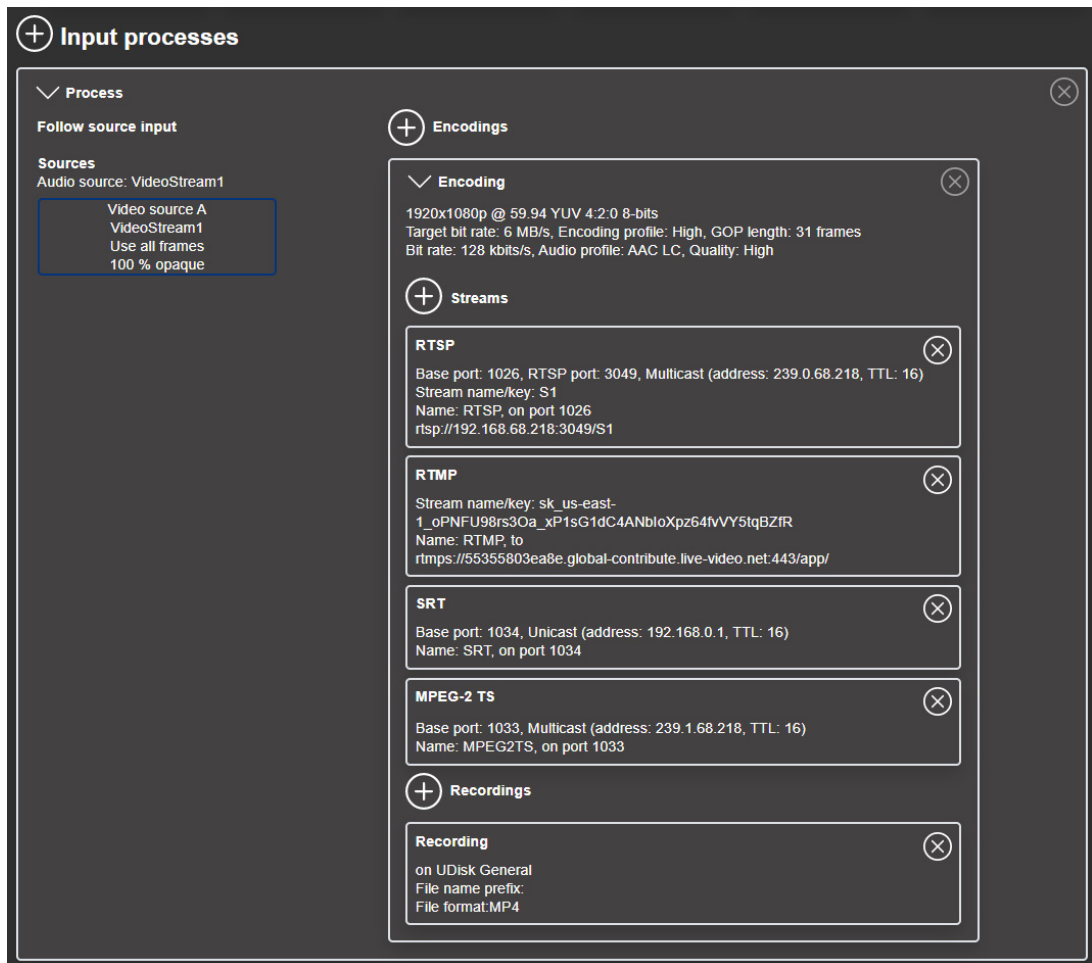 Input processes
Process
Follow source input
Sources
Audio source: VideoStream1
Video source A
VideoStream1
Use all frames
100 % opaque
Encodings
Encoding
1920x1080p @ 59.94 YUV 4:2:0 8-bits
Target bit rate: 6 MB/s, Encoding profile: High, GOP length: 31 frames
Bit rate: 128 kbits/s, Audio profile: AAC LC, Quality: High
Streams
RTSP
Base port: 1026, RTSP port: 3049, Multicast (address: 239.0.68.218, TTL: 16)
Stream name/key: S1
Name: RTSP, on port 1026
rtsp://192.168.68.218:3049/S1
RTMP
Stream name/key: sk_us-east-
1_oPNFU98rs3Oa_xP1sG1dC4ANbIoXpz64fvVY5tqBZfR
Name: RTMP, to
rtmps://55355803ea8e.global-contribute.live-video.net:443/app/
SRT
Base port: 1034, Unicast (address: 192.168.0.1, TTL: 16)
Name: SRT, on port 1034
MPEG-2 TS
Base port: 1033, Multicast (address: 239.1.68.218, TTL: 16)
Name: MPEG2TS, on port 1033
Recordings
Recording
on UDisk General
File name prefix:
File format:MP4